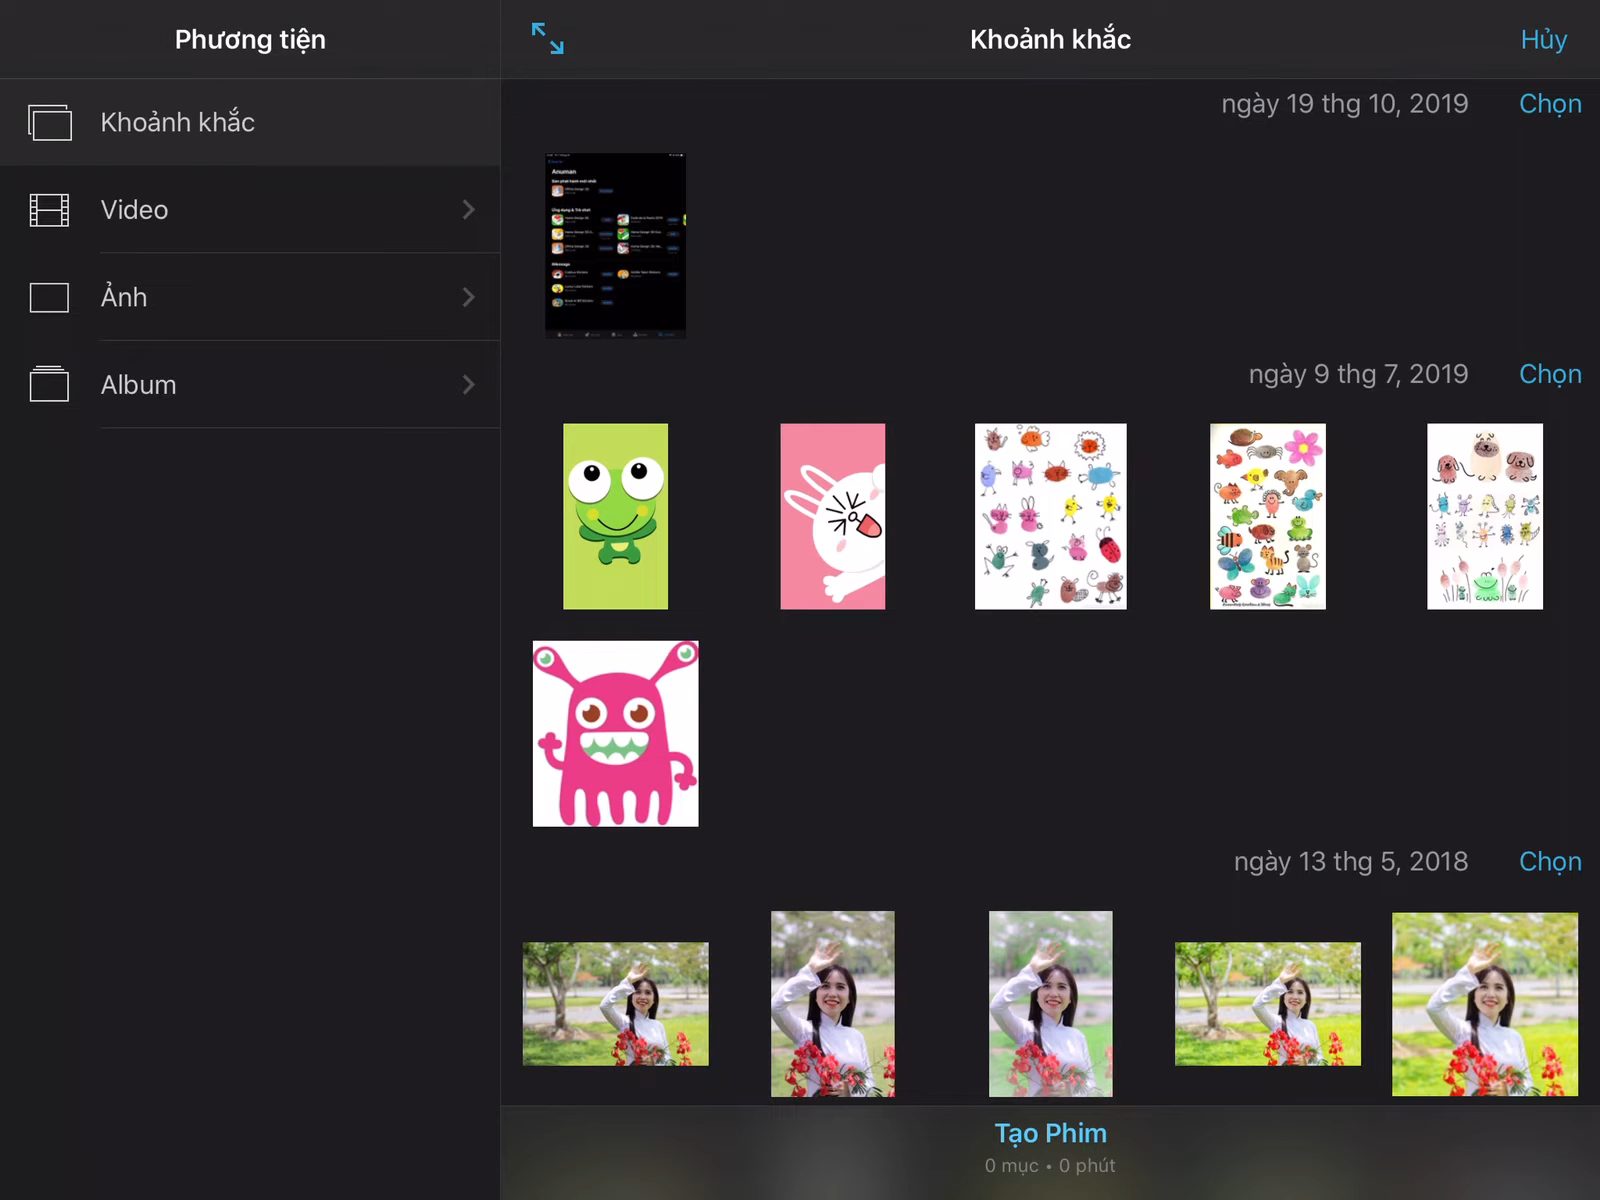 Phương tiện
Khoảnh khắc
Hủy
Khoảnh khắc
Video
Ảnh
Album
ngày 19 thg 10, 2019 Chọn
Anuman
ngày 9 thg 7, 2019 Chọn
ngày 13 thg 5, 2018 Chọn
Tạo Phim
0 mục • 0 phút